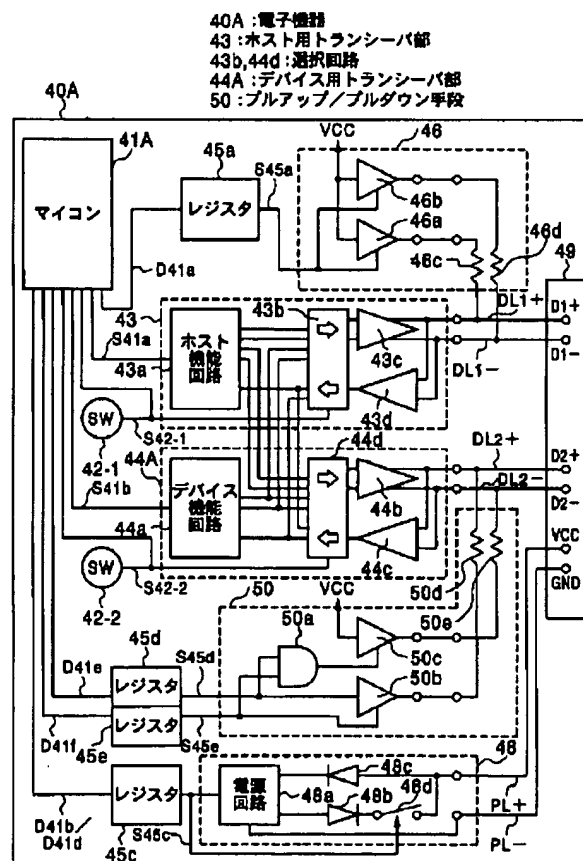 40A：電子機器
43：ホスト用トランシーバ部
43b,44d：選択回路
44A：デバイス用トランシーバ部
50：プルアップ／プルダウン手段
40A
41A
マイコン
45a
レジスタ
S45a
VCC
46
46b
46a
46d
46c
D41a
49
43
43b
DL1+
D1+
S41a
ホスト
機能
回路
43a
43c
D1-
DL1-
43d
SW
S42-1
42-1
44d
DL2+
44A
D2+
DL2-
S41b
デバイス
機能
回路
44a
44b
D2-
44c
VCC
SW
S42-2
42-2
50
VCC
50d
50e
GND
50a
50c
45d
D41e
レジスタ
S45d
50b
レジスタ
D41f
45e
S45e
48
電源
回路
48c
48d
48a
48b
レジスタ
PL+
D41b/
D41d
45c
S45c
PL-